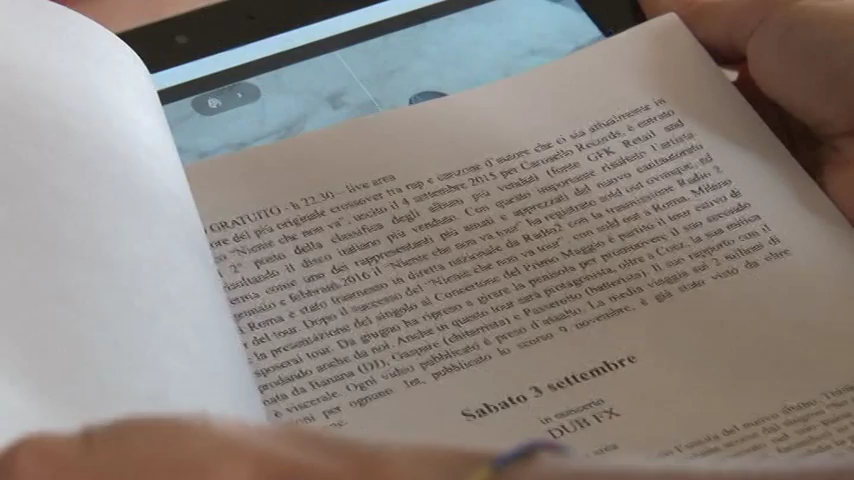 GRATUITO - h 22.30 – live area
del più originale crossover tra rap e canzone d'autore che ci sia attualmente in
"Niente che non va", uscito il 4 settembre 2015 per Carosello Records, è entrato
2° posto della classifica degli album più venduti (fonte GFK Retail and
risultando il disco italiano più venduto. Con questo importante risultato l'artista
come uno dei rappresentanti più amati e apprezzati del nuovo cantautorato
gennaio e febbraio 2016 il "Niente che non va tour" ha registrato sold out ovunque, ed
Roma è stato trasmesso in diretta nazionale da Radio2 con la trasmissione Radio 2
del tour. Dopo il successo del "Niente che non va tour", con sold out a Roma, Milano
la presentazione del singolo al Concertone del Primo Maggio è partito il tour estivo di
sposerai tour. Da giugno ha ripreso a girare la penisola per promuovere il suo secondo
prodando anche da noi. Anche in questo tour sarà protagonista, oltre a Coez, la sua mitica
da Banana (DJ), Gaspare (chitarrista) e Passerotto (batterista). Il suo rapporto con il
è viscerale. Ogni video pubblicato è preso d'assalto. La media viaggia sui 2 milioni di
per ognuno. pubblicato lo scorso 9 novembre, è già stato visto da oltre
Sabato 3 settembre
in concerto
DUB FX
area
del nuovo album